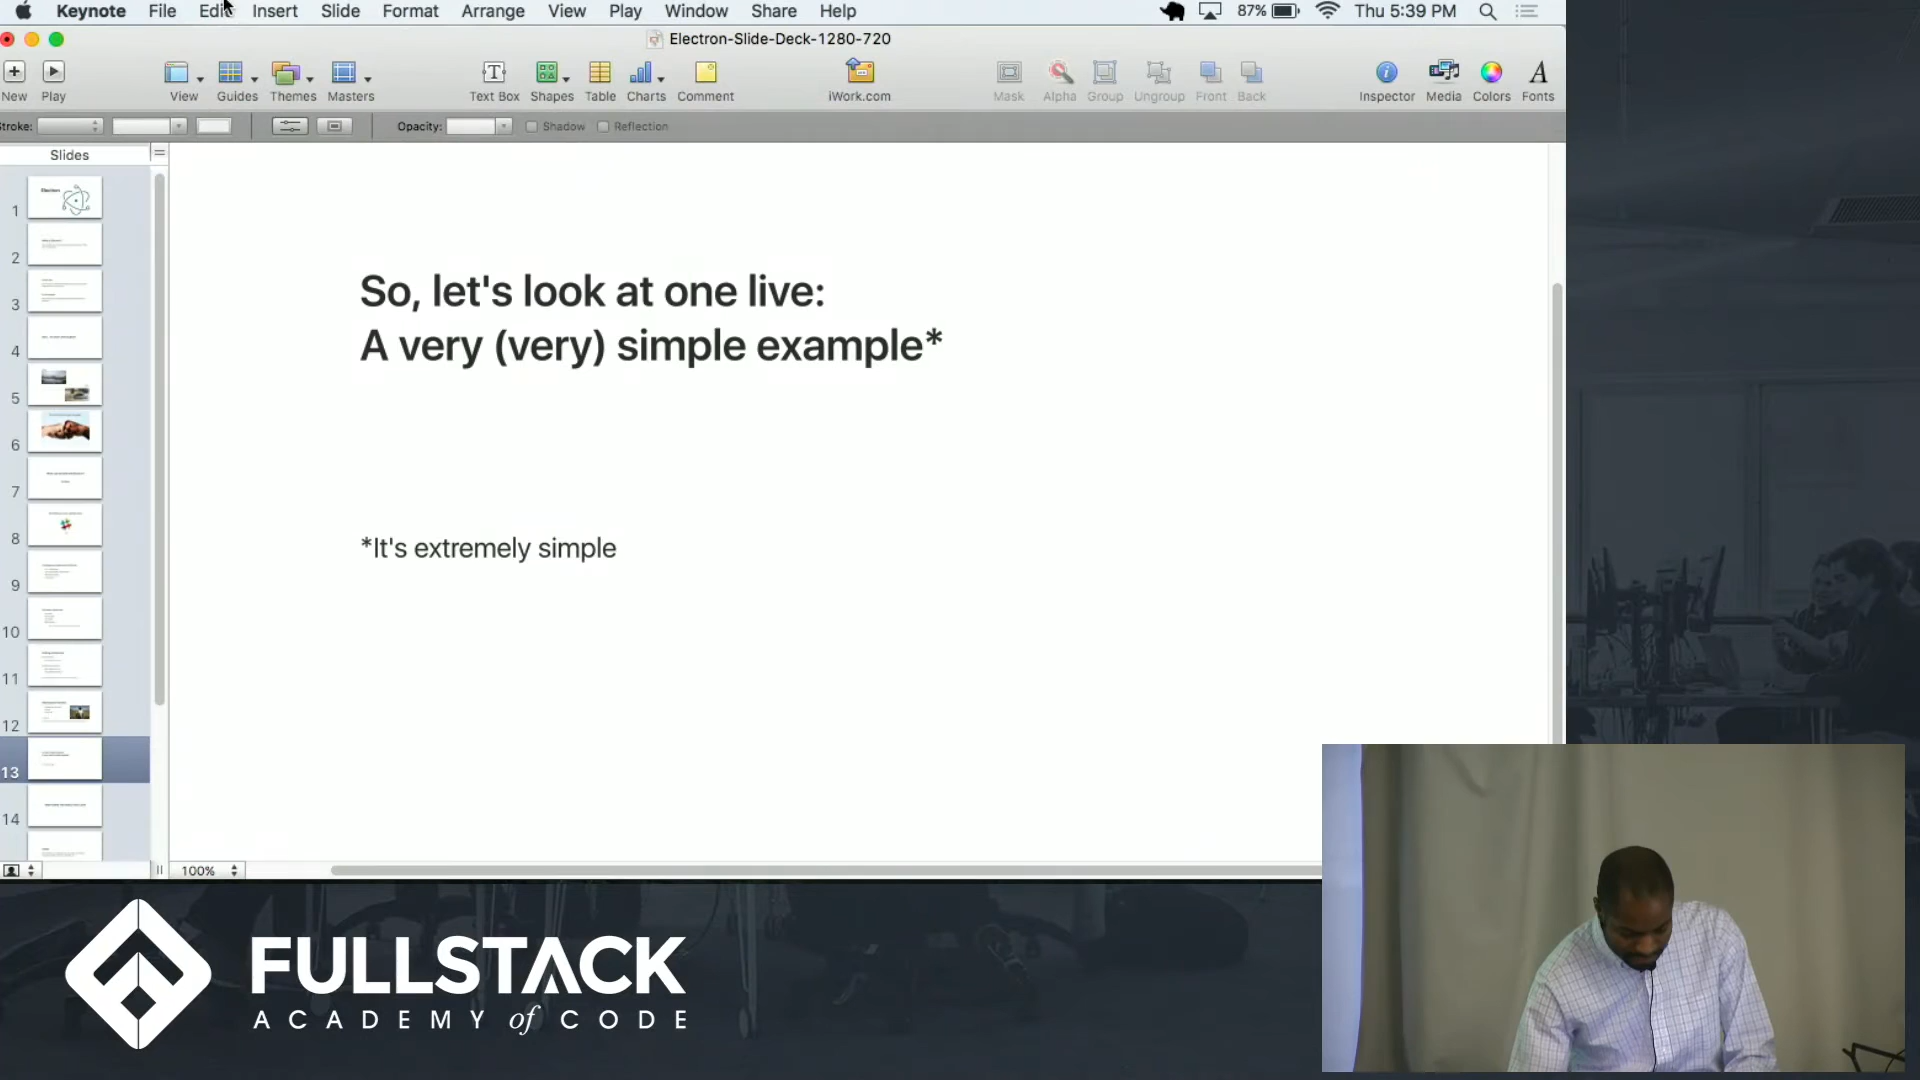 Keynote File Edit Insert Slide Format Arrange View Play Window Share Help 87% Thu 5:39 PM
Electron-Slide-Deck-1280-720
New Play View Guides Themes Masters Text Box Shapes Table Charts Comment iWork.com Mask Alpha Group Ungroup Front Back Inspector Media Colors Fonts
Stroke: Opacity: Shadow Reflection
Slides
1
2
3
4
5
6
7
8
9
10
11
12
13
14
So, let's look at one live:
A very (very) simple example*
*It's extremely simple
100%
FULLSTACK
ACADEMY of CODE